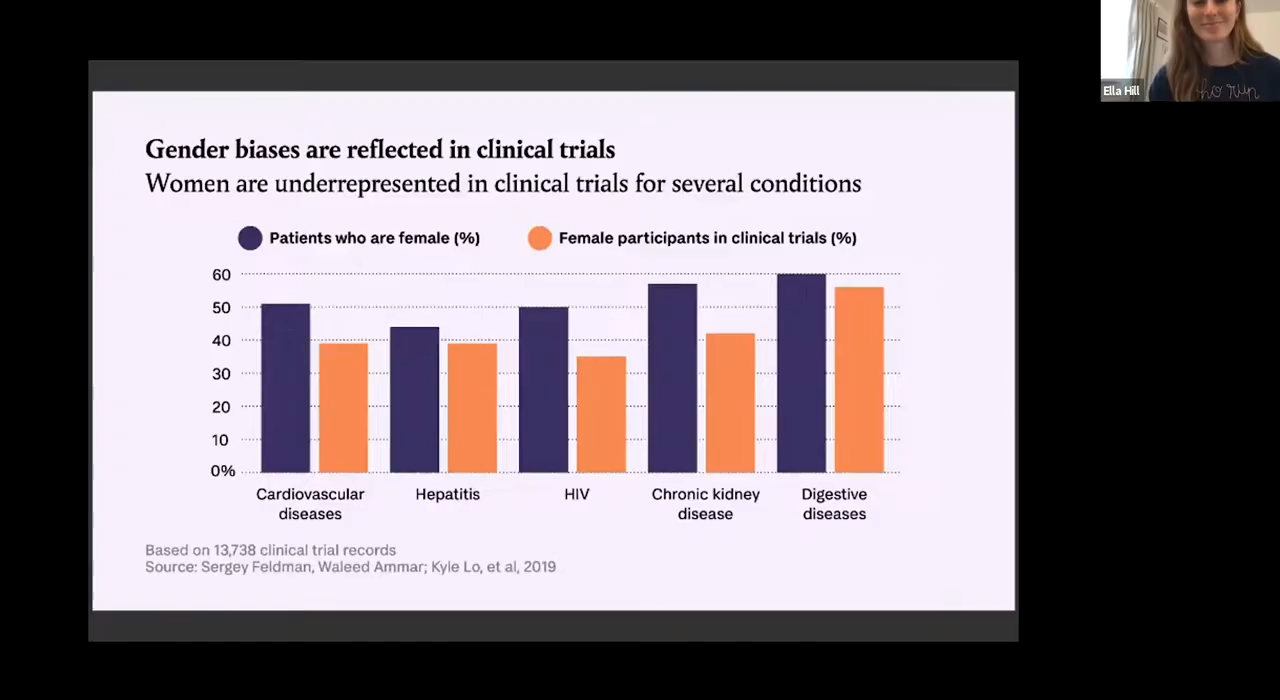 Ella Hill
ho run
Gender biases are reflected in clinical trials
Women are underrepresented in clinical trials for several conditions
Patients who are female (%) Female participants in clinical trials (%)
60
50
40
30
20
10
0%
Cardiovascular diseases
Hepatitis
HIV
Chronic kidney disease
Digestive diseases
Based on 13,738 clinical trial records
Source: Sergey Feldman, Waleed Ammar; Kyle Lo, et al, 2019